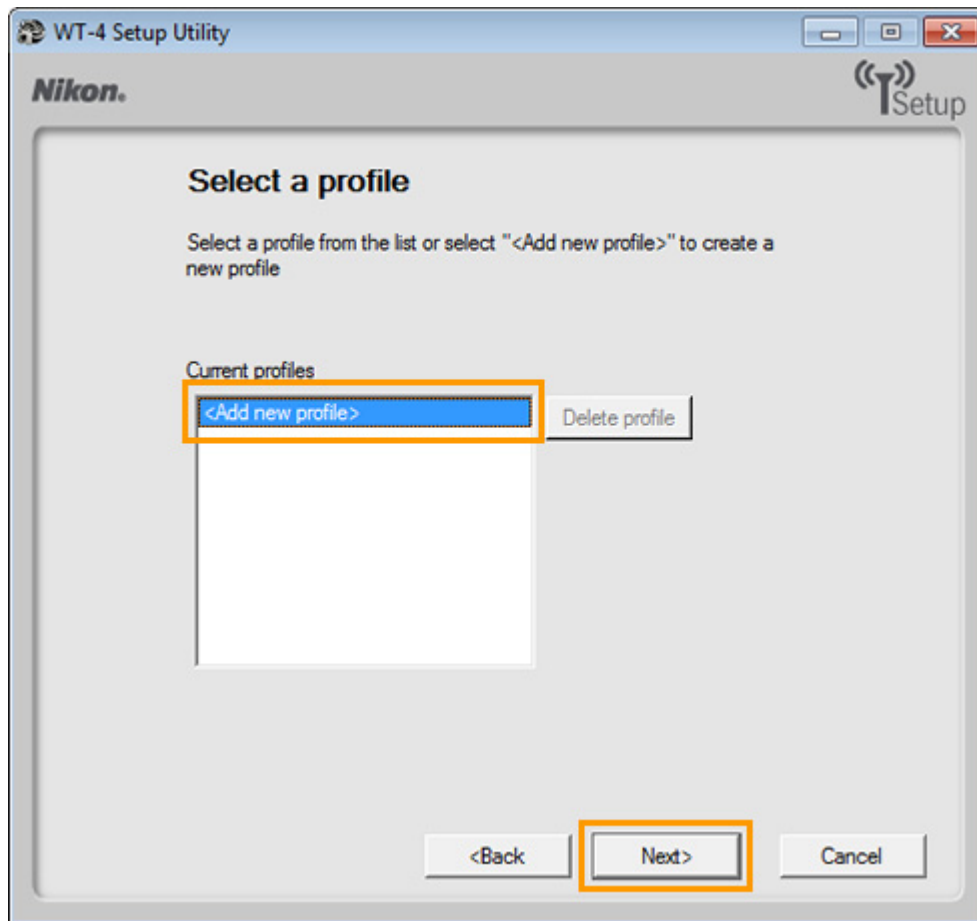 WT-4 Setup Utility
Nikon.
Setup
Select a profile
Select a profile from the list or select "<Add new profile>" to create a
new profile
Current profiles
<Add new profile>
Delete profile
<Back
Next>
Cancel